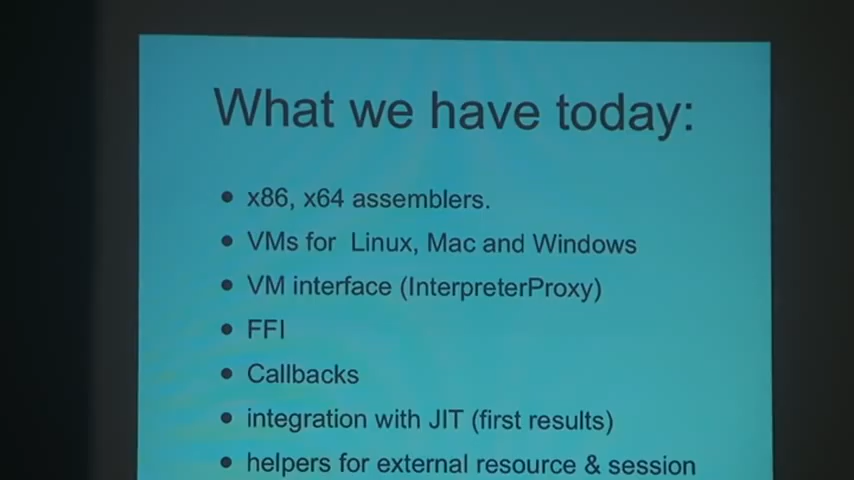 What we have today:
• x86, x64 assemblers.
• VMs for Linux, Mac and Windows
• VM interface (InterpreterProxy)
• FFI
• Callbacks
• integration with JIT (first results)
• helpers for external resource & session